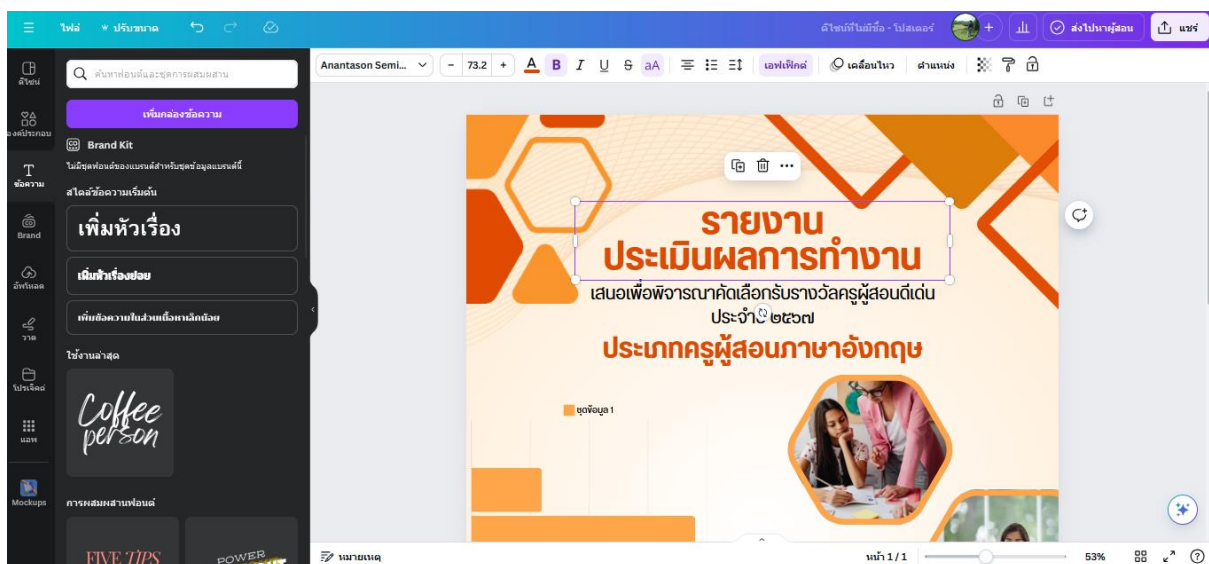 ไฟล์
ปรับขนาด
ดีไซน์ที่ไม่มีชื่อ - โปสเตอร์
ส่งไปหาผู้สอน
แชร์
ดีไซน์
องค์ประกอบ
ข้อความ
Brand
อัพโหลด
วาด
โปรเจ็คต์
แอพ
Mockups
ค้นหาฟอนต์และชุดการผสมผสาน
เพิ่มกล่องข้อความ
Brand Kit
ไม่มีชุดฟอนต์ของแบรนด์สำหรับชุดข้อมูลแบรนด์นี้
สไตล์ข้อความเริ่มต้น
เพิ่มหัวเรื่อง
เพิ่มหัวเรื่องย่อย
เพิ่มข้อความในส่วนเนื้อหาเล็กน้อย
ใช้งานล่าสุด
Coffee
person
การผสมผสานฟอนต์
FIVE TIPS
POWER
Anantason Semi...
- 73.2 +
A B I U S aA
เอฟเฟ็กต์
เคลื่อนไหว
ตำแหน่ง
รายงาน
ประเมินผลการทำงาน
เสนอเพื่อพิจารณาคัดเลือกรับรางวัลครูผู้สอนดีเด่น
๒๕๖๗
ประเภทครูผู้สอนภาษาอังกฤษ
ชุดข้อมูล 1
หมายเหตุ
หน้า 1 / 1
53%